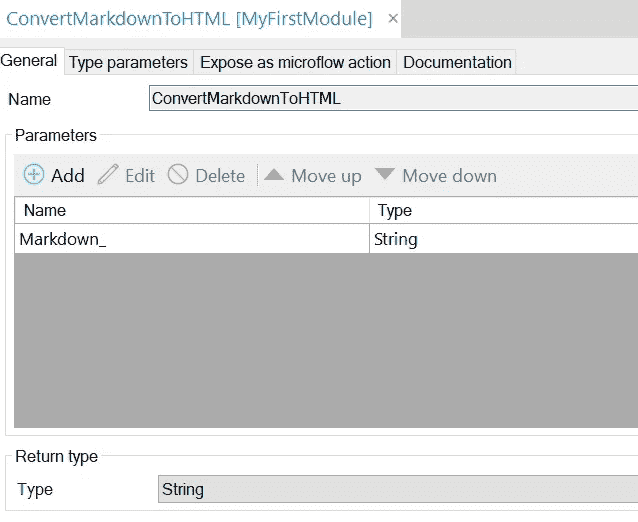 ConvertMarkdownToHTML [MyFirstModule] ×
General Type parameters Expose as microflow action Documentation
Name ConvertMarkdownToHTML
Parameters
Add Edit Delete Move up Move down
Name Type
Markdown_ String
Return type
Type String